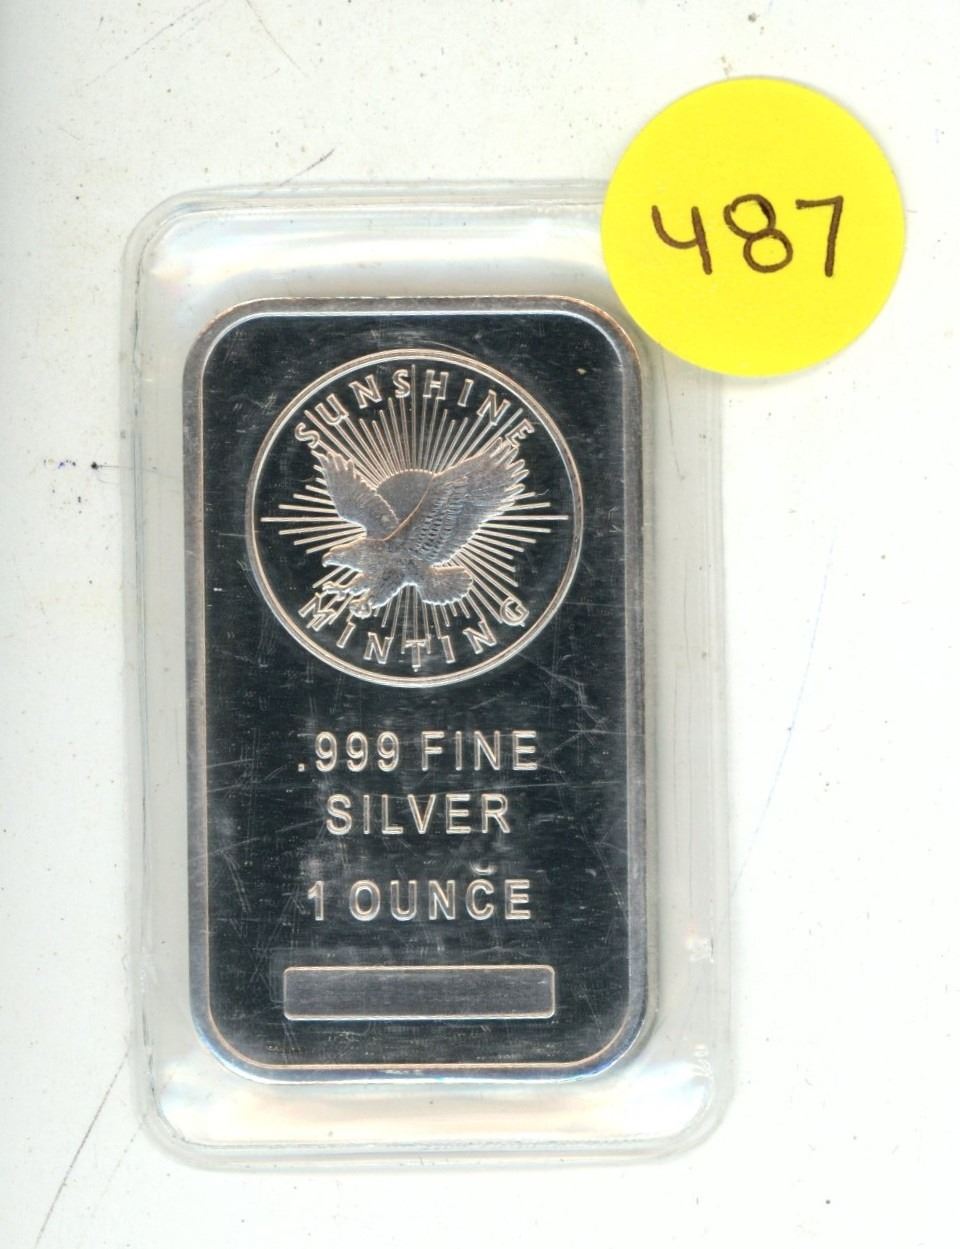 487
SUNSHINE
MINTING
.999 FINE
SILVER
1 OUNCE